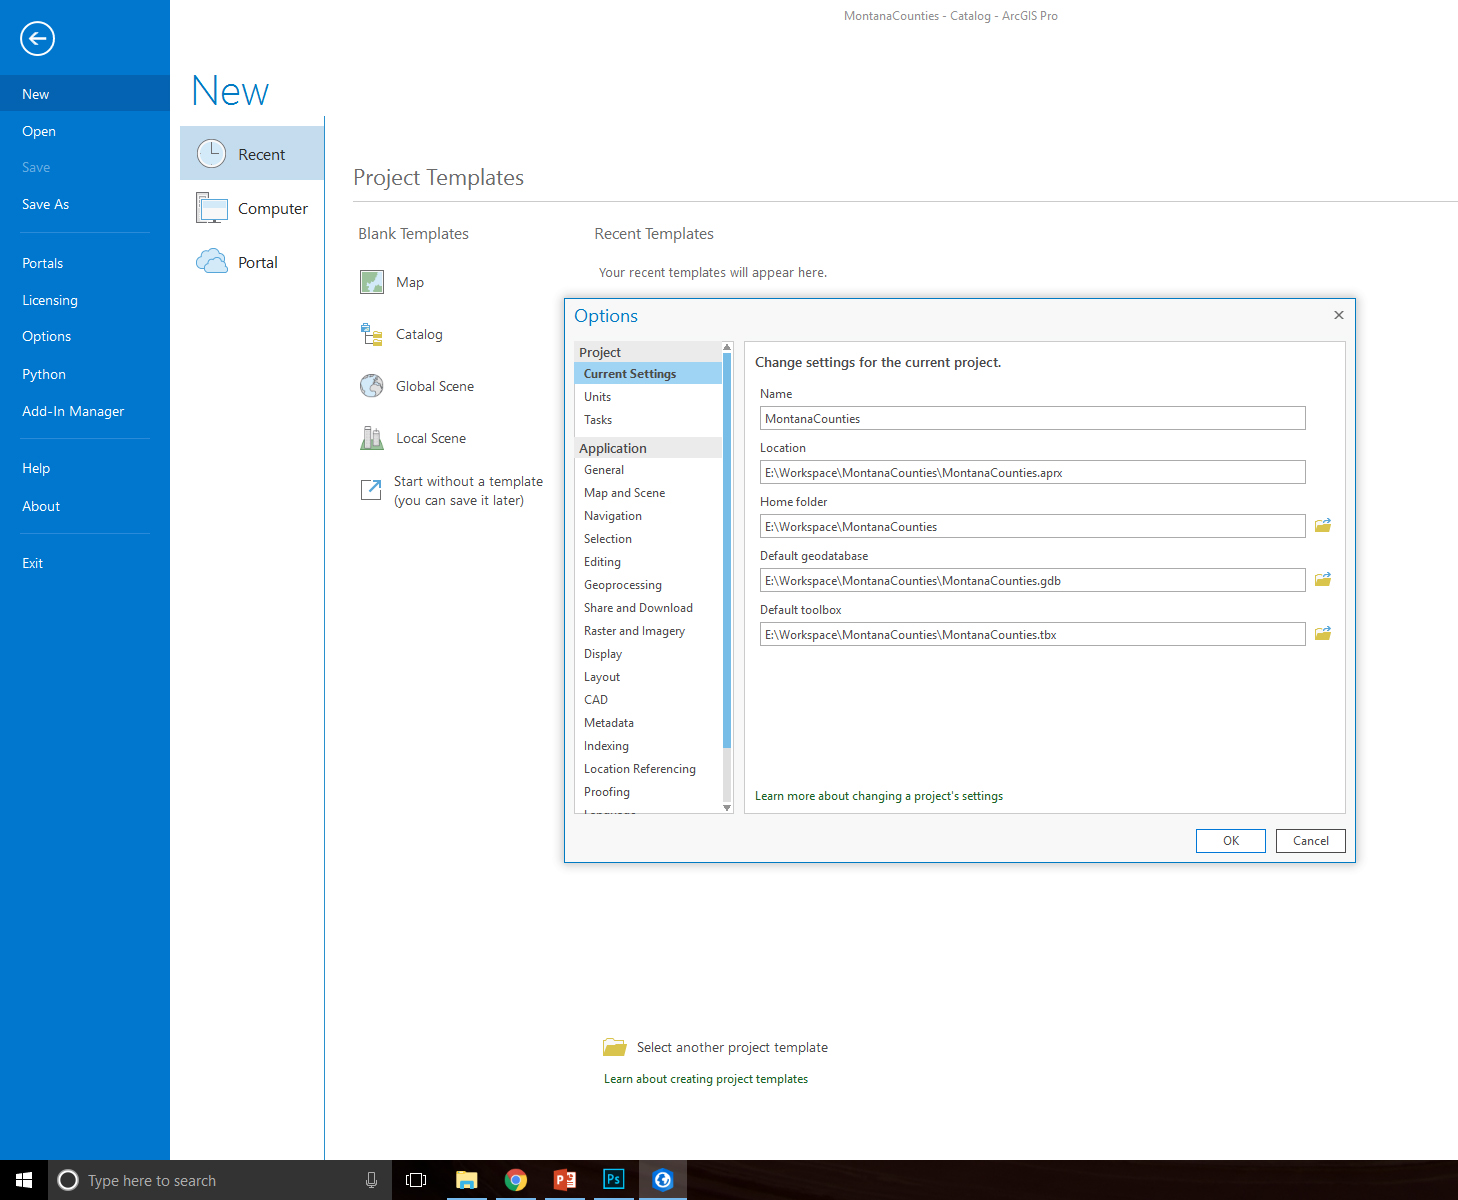 MontanaCounties - Catalog - ArcGIS Pro
New
Open
Save
Save As
Portals
Licensing
Options
Python
Add-In Manager
Help
About
Exit
New
Recent
Computer
Portal
Project Templates
Blank Templates
Map
Catalog
Global Scene
Local Scene
Start without a template
(you can save it later)
Recent Templates
Your recent templates will appear here.
Options
Project
Current Settings
Units
Tasks
Application
General
Map and Scene
Navigation
Selection
Editing
Geoprocessing
Share and Download
Raster and Imagery
Display
Layout
CAD
Metadata
Indexing
Location Referencing
Proofing
Change settings for the current project.
Name
MontanaCounties
Location
E:\Workspace\MontanaCounties\MontanaCounties.aprx
Home folder
E:\Workspace\MontanaCounties
Default geodatabase
E:\Workspace\MontanaCounties\MontanaCounties.gdb
Default toolbox
E:\Workspace\MontanaCounties\MontanaCounties.tbx
Learn more about changing a project's settings
OK
Cancel
Select another project template
Learn about creating project templates
Type here to search
Ps